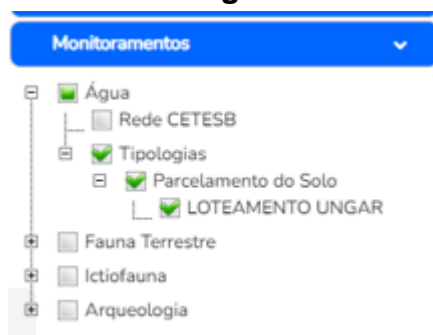 Monitoramentos
Água
Rede CETESB
Tipologias
Parcelamento do Solo
LOTEAMENTO UNGAR
Fauna Terrestre
Ictiofauna
Arqueologia